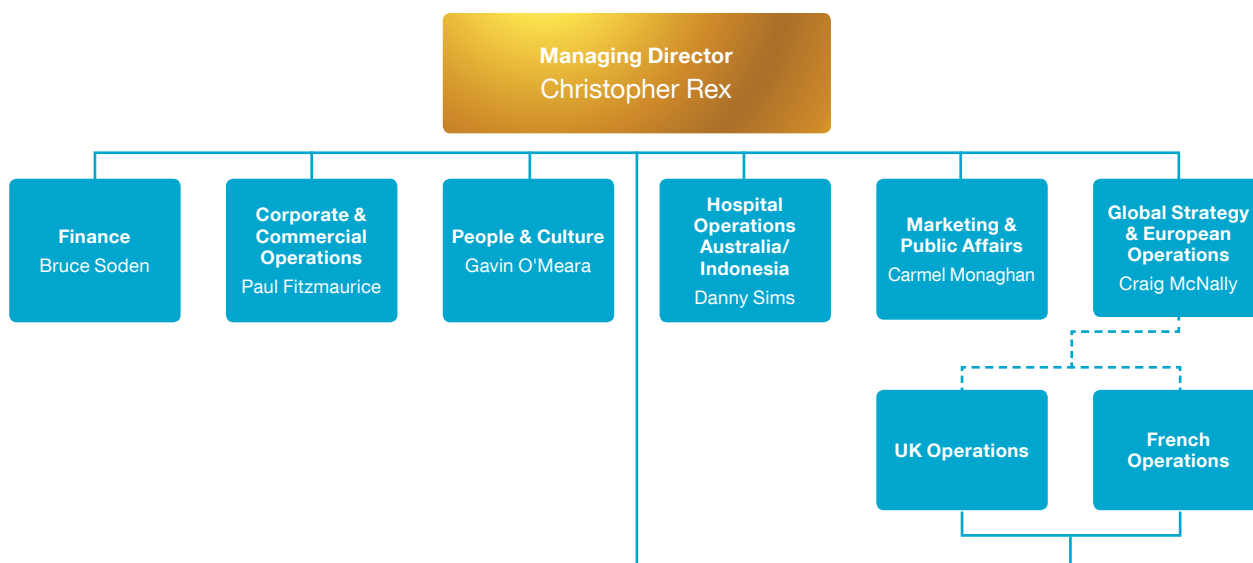 Managing Director
Christopher Rex
Finance
Bruce Soden
Corporate &
Commercial
Operations
Paul Fitzmaurice
People & Culture
Gavin O'Meara
Hospital
Operations
Australia/
Indonesia
Danny Sims
Marketing &
Public Affairs
Carmel Monaghan
Global Strategy
& European
Operations
Craig McNally
UK Operations
French
Operations